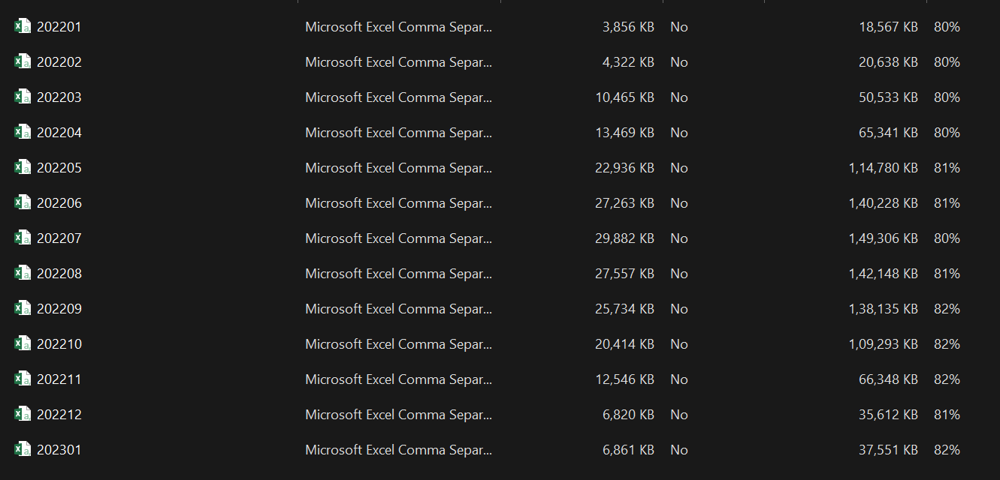 202201 Microsoft Excel Comma Separ... 3,856 KB No 18,567 KB 80%
202202 Microsoft Excel Comma Separ... 4,322 KB No 20,638 KB 80%
202203 Microsoft Excel Comma Separ... 10,465 KB No 50,533 KB 80%
202204 Microsoft Excel Comma Separ... 13,469 KB No 65,341 KB 80%
202205 Microsoft Excel Comma Separ... 22,936 KB No 1,14,780 KB 81%
202206 Microsoft Excel Comma Separ... 27,263 KB No 1,40,228 KB 81%
202207 Microsoft Excel Comma Separ... 29,882 KB No 1,49,306 KB 80%
202208 Microsoft Excel Comma Separ... 27,557 KB No 1,42,148 KB 81%
202209 Microsoft Excel Comma Separ... 25,734 KB No 1,38,135 KB 82%
202210 Microsoft Excel Comma Separ... 20,414 KB No 1,09,293 KB 82%
202211 Microsoft Excel Comma Separ... 12,546 KB No 66,348 KB 82%
202212 Microsoft Excel Comma Separ... 6,820 KB No 35,612 KB 81%
202301 Microsoft Excel Comma Separ... 6,861 KB No 37,551 KB 82%